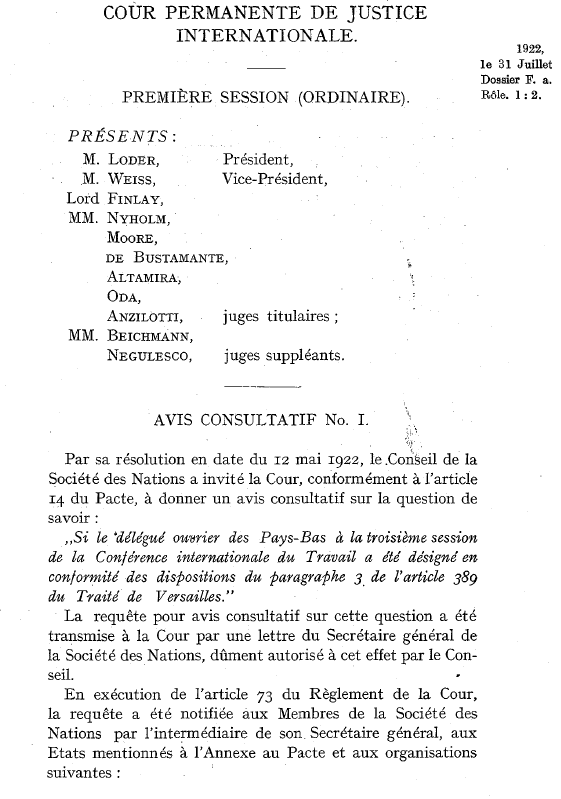 COUR PERMANENTE DE JUSTICE
INTERNATIONALE.
1922,
le 31 Juillet
Dossier F. a.
Rôle. 1 : 2.
PREMIÈRE SESSION (ORDINAIRE).
PRÉSENTS :
M. LODER, Président,
M. WEISS, Vice-Président,
Lord FINLAY,
MM. NYHOLM,
MOORE,
DE BUSTAMANTE,
ALTAMIRA,
ODA,
ANZILOTTI, juges titulaires ;
MM. BEICHMANN,
NEGULESCO, juges suppléants.
AVIS CONSULTATIF No. I.
Par sa résolution en date du 12 mai 1922, le Conseil de la
Société des Nations a invité la Cour, conformément à l'article
14 du Pacte, à donner un avis consultatif sur la question de
savoir :
„Si le délégué ouvrier des Pays-Bas à la troisième session
de la Conférence internationale du Travail a été désigné en
conformité des dispositions du paragraphe 3 de l'article 389
du Traité de Versailles.”
La requête pour avis consultatif sur cette question a été
transmise à la Cour par une lettre du Secrétaire général de
la Société des Nations, dûment autorisé à cet effet par le Con-
seil.
En exécution de l'article 73 du Règlement de la Cour,
la requête a été notifiée aux Membres de la Société des
Nations par l'intermédiaire de son Secrétaire général, aux
Etats mentionnés à l'Annexe au Pacte et aux organisations
suivantes :